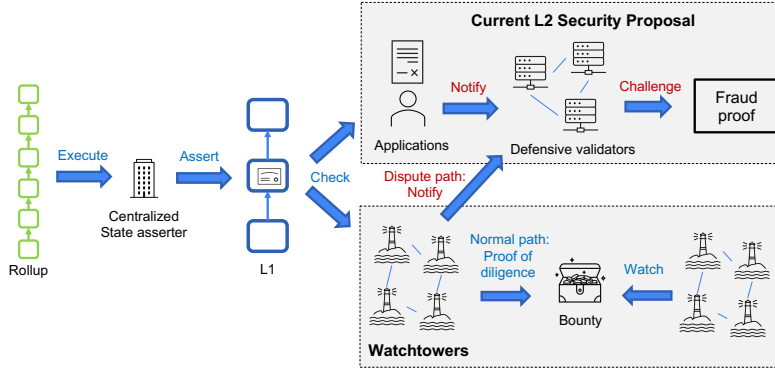 Current L2 Security Proposal
Notify
Challenge
Fraud
proof
Applications
Defensive validators
Execute
Assert
Check
Dispute path:
Notify
Centralized
State asserter
L1
Rollup
Normal path:
Proof of
diligence
Watch
Bounty
Watchtowers